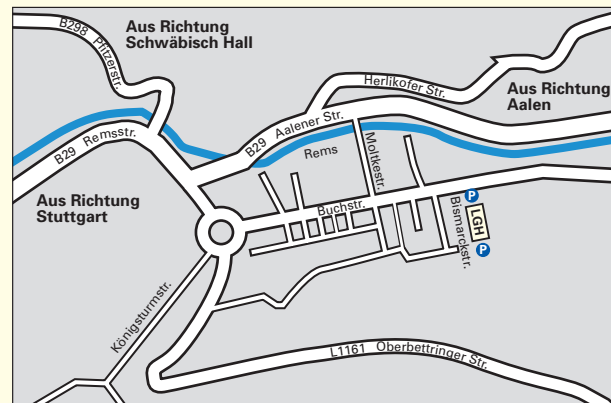 B298 Pfitzerstr.
Aus Richtung
Schwäbisch Hall
Herlikofer Str.
Aus Richtung
Aalen
B29 Aalener Str.
B29 Remsstr.
Rems
Moltkestr.
Aus Richtung
Stuttgart
Buchstr.
Bismarckstr.
P
LGH
P
Königsturmstr.
L1161 Oberbettringer Str.